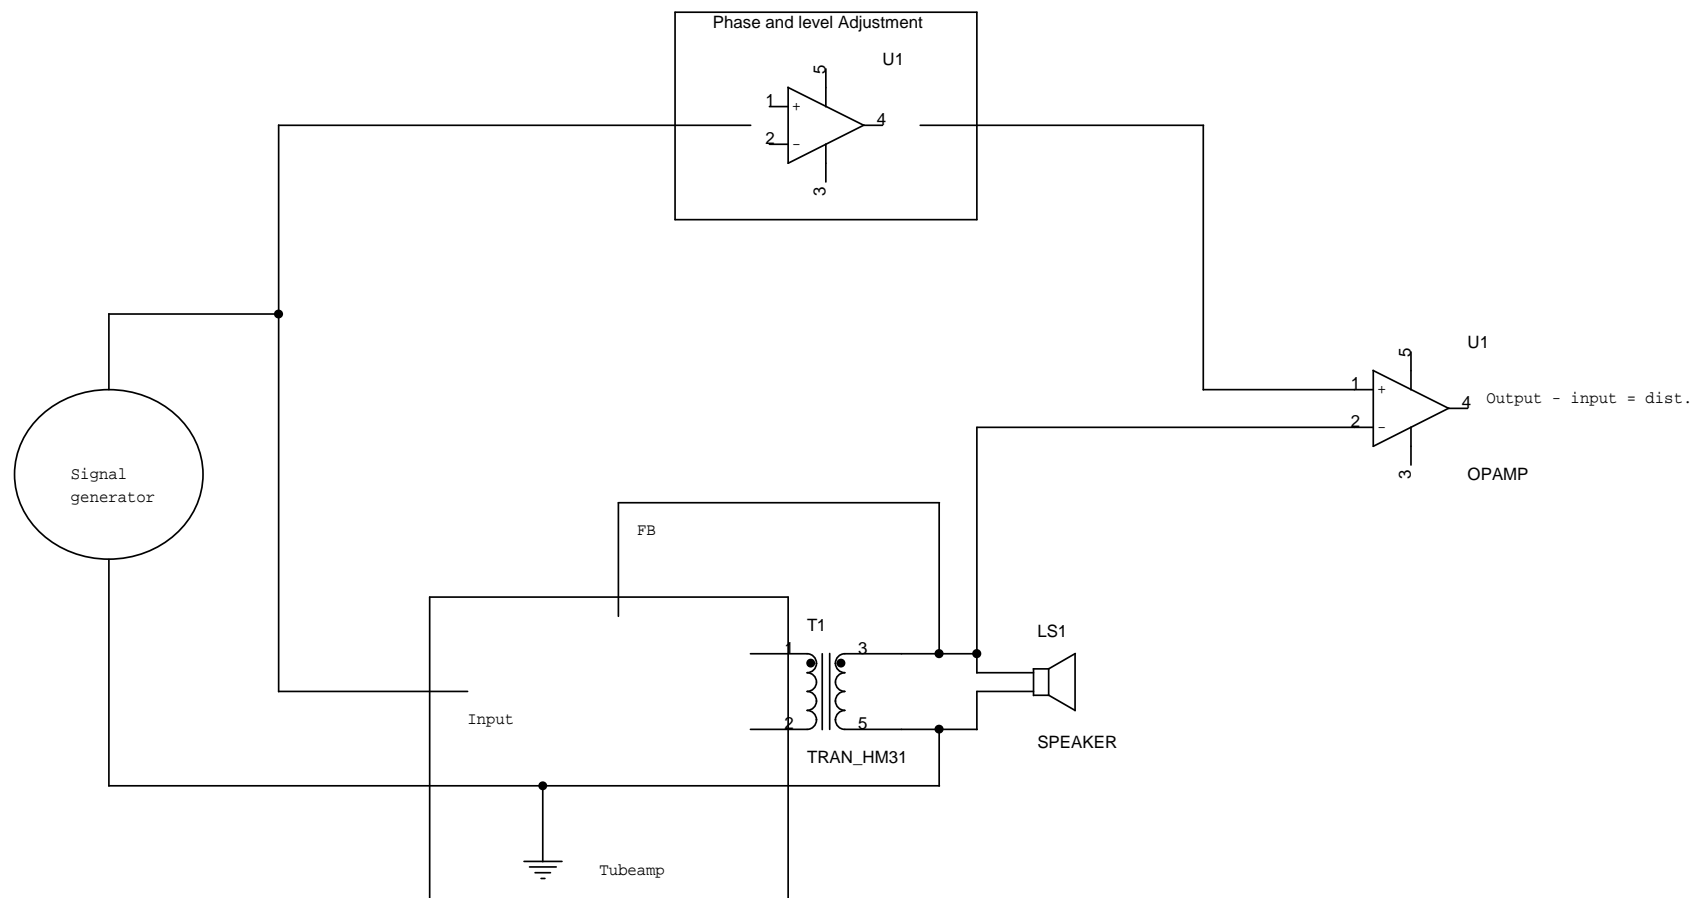 Phase and level Adjustment
U1
5
1
+
4
2
−
3
U1
5
1
+
4
Output - input = dist.
2
−
3
OPAMP
Signal
generator
FB
T1
LS1
1
3
Input
2
5
SPEAKER
TRAN_HM31
Tubeamp